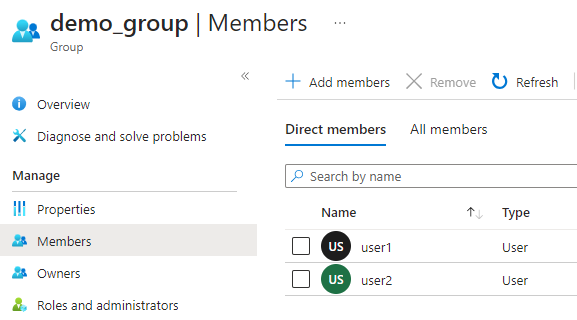 demo_group | Members ...
Group
«
Overview
Diagnose and solve problems
Manage
Properties
Members
Owners
Roles and administrators
+ Add members × Remove Refresh
Direct members All members
Search by name
Name ↑↓ Type
US user1 User
US user2 User